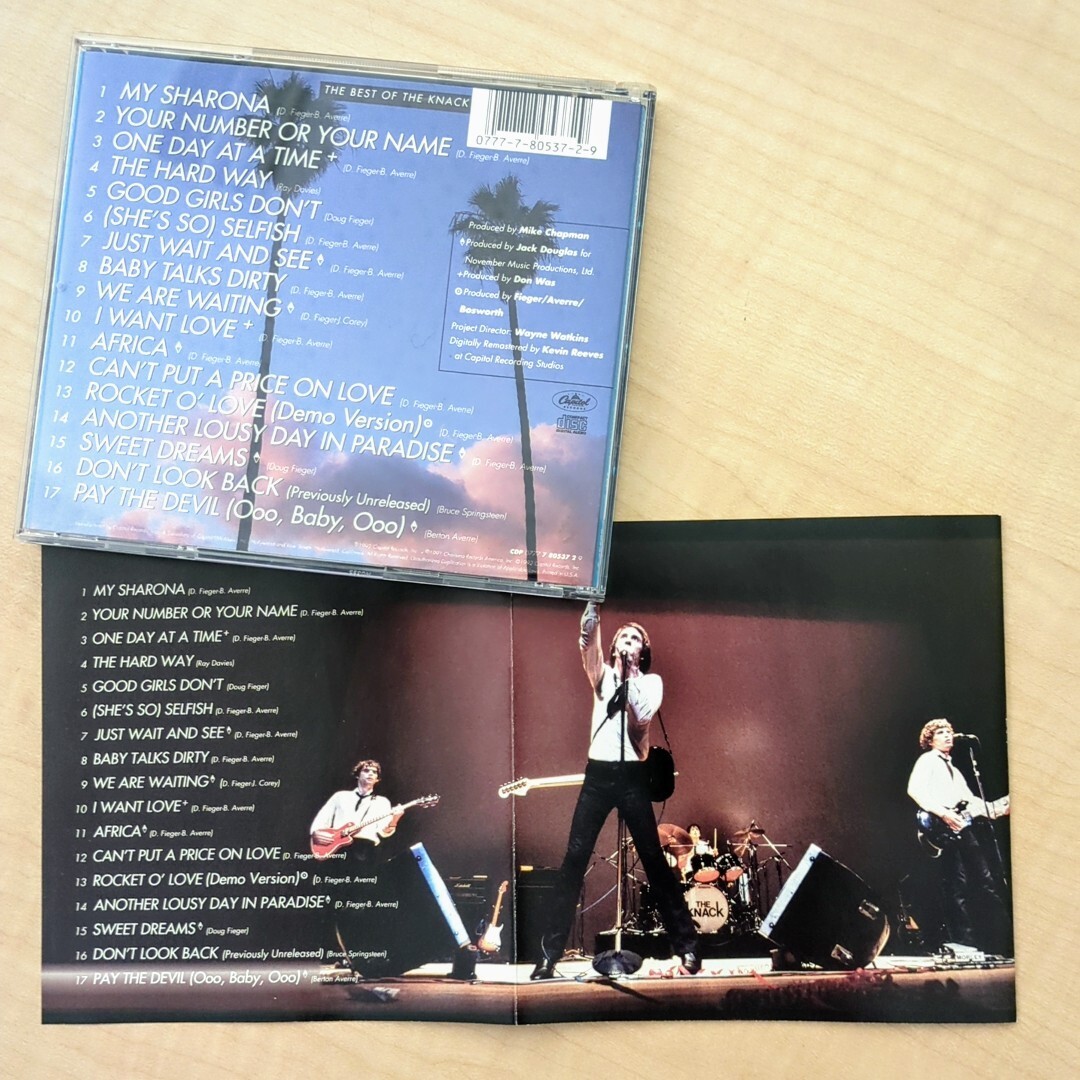 THE BEST OF THE KNACK
0777-7-80537-2-9
1 MY SHARONA (D. Fieger-B. Averre)
2 YOUR NUMBER OR YOUR NAME (D. Fieger-B. Averre)
3 ONE DAY AT A TIME + (D. Fieger-B. Averre)
4 THE HARD WAY (Ray Davies)
5 GOOD GIRLS DON'T (Doug Fieger)
6 (SHE'S SO) SELFISH (D. Fieger-B. Averre)
7 JUST WAIT AND SEE ◊ (D. Fieger-B. Averre)
8 BABY TALKS DIRTY (D. Fieger-B. Averre)
9 WE ARE WAITING ◊ (D. Fieger-J. Corey)
10 I WANT LOVE + (D. Fieger-B. Averre)
11 AFRICA ◊ (D. Fieger-B. Averre)
12 CAN'T PUT A PRICE ON LOVE (D. Fieger-B. Averre)
13 ROCKET O' LOVE (Demo Version) ⊙ (D. Fieger-B. Averre)
14 ANOTHER LOUSY DAY IN PARADISE ◊ (D. Fieger-B. Averre)
15 SWEET DREAMS ◊ (Doug Fieger)
16 DON'T LOOK BACK (Previously Unreleased) (Bruce Springsteen)
17 PAY THE DEVIL (Ooo, Baby, Ooo) ◊ (Berton Averre)
Produced by Mike Chapman
◊Produced by Jack Douglas for
November Music Productions, Ltd.
+Produced by Don Was
⊙Produced by Fieger/Averre/
Bosworth
Project Director: Wayne Watkins
Digitally Remastered by Kevin Reeves
at Capitol Recording Studios
Capitol
RECORDS
COMPACT
disc
DIGITAL AUDIO
CDP 0777 7 80537 2 9
1 MY SHARONA (D. Fieger-B. Averre)
2 YOUR NUMBER OR YOUR NAME (D. Fieger-B. Averre)
3 ONE DAY AT A TIME + (D. Fieger-B. Averre)
4 THE HARD WAY (Ray Davies)
5 GOOD GIRLS DON'T (Doug Fieger)
6 (SHE'S SO) SELFISH (D. Fieger-B. Averre)
7 JUST WAIT AND SEE ◊ (D. Fieger-B. Averre)
8 BABY TALKS DIRTY (D. Fieger-B. Averre)
9 WE ARE WAITING ◊ (D. Fieger-J. Corey)
10 I WANT LOVE + (D. Fieger-B. Averre)
11 AFRICA ◊ (D. Fieger-B. Averre)
12 CAN'T PUT A PRICE ON LOVE (D. Fieger-B. Averre)
13 ROCKET O' LOVE (Demo Version) ⊙ (D. Fieger-B. Averre)
14 ANOTHER LOUSY DAY IN PARADISE ◊ (D. Fieger-B. Averre)
15 SWEET DREAMS ◊ (Doug Fieger)
16 DON'T LOOK BACK (Previously Unreleased) (Bruce Springsteen)
17 PAY THE DEVIL (Ooo, Baby, Ooo) ◊ (Berton Averre)
THE
KNACK